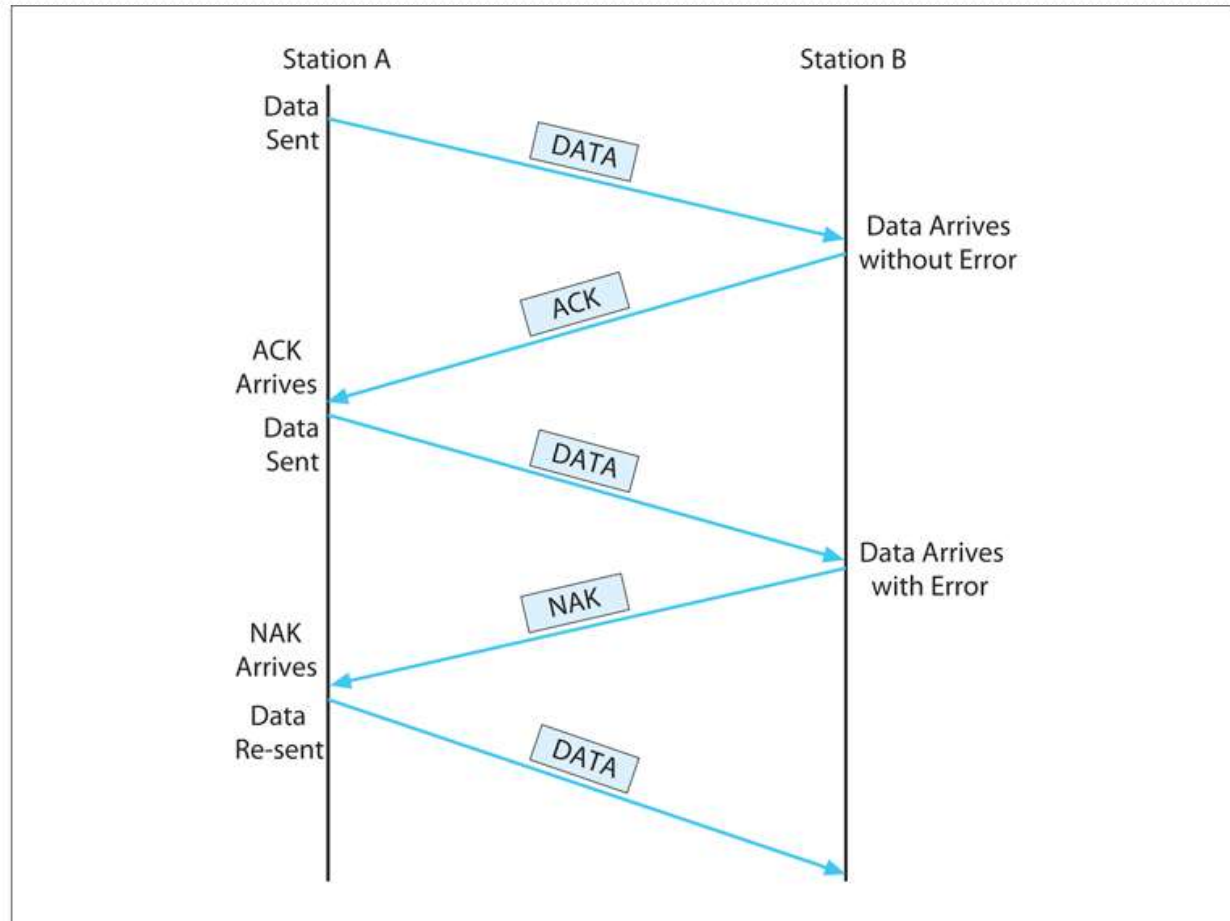 Station A
Station B
Data
Sent
DATA
Data Arrives
without Error
ACK
ACK
Arrives
Data
Sent
DATA
Data Arrives
with Error
NAK
NAK
Arrives
Data
Re-sent
DATA